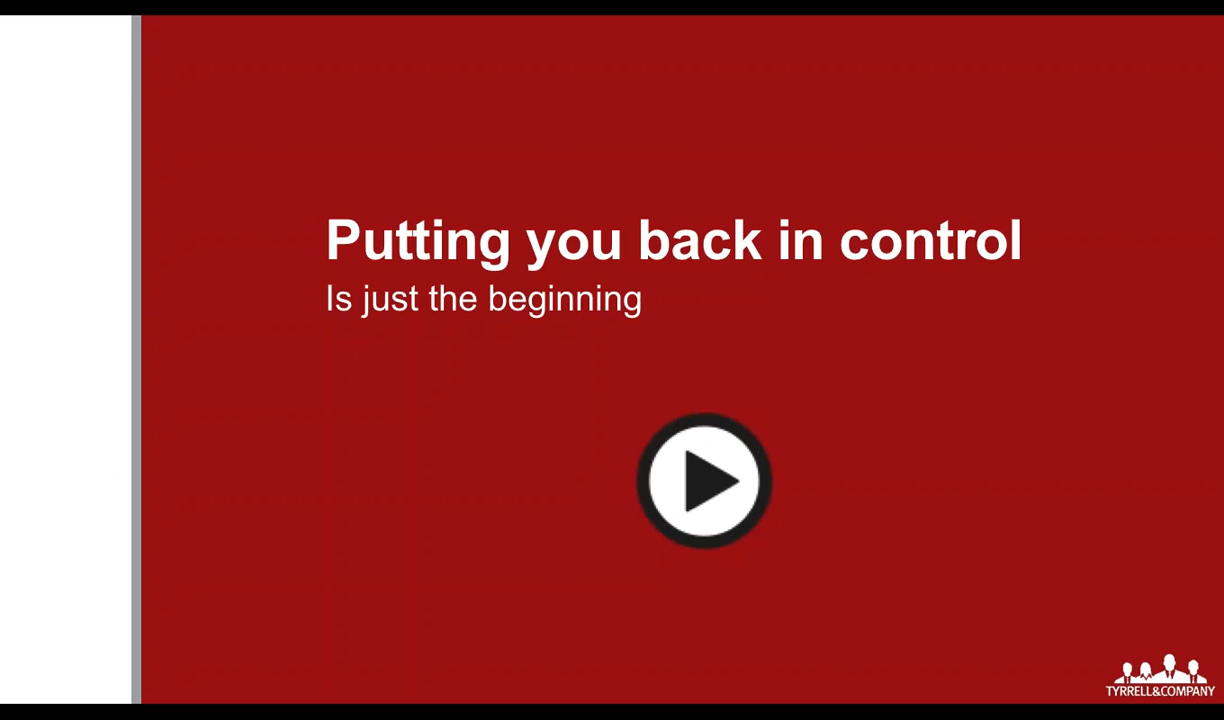 Putting you back in control
Is just the beginning
TYRRELL&COMPANY